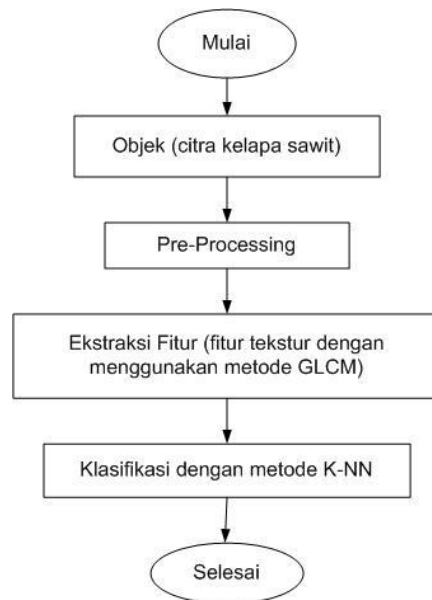 Mulai
Objek (citra kelapa sawit)
Pre-Processing
Ekstraksi Fitur (fitur tekstur dengan
menggunakan metode GLCM)
Klasifikasi dengan metode K-NN
Selesai